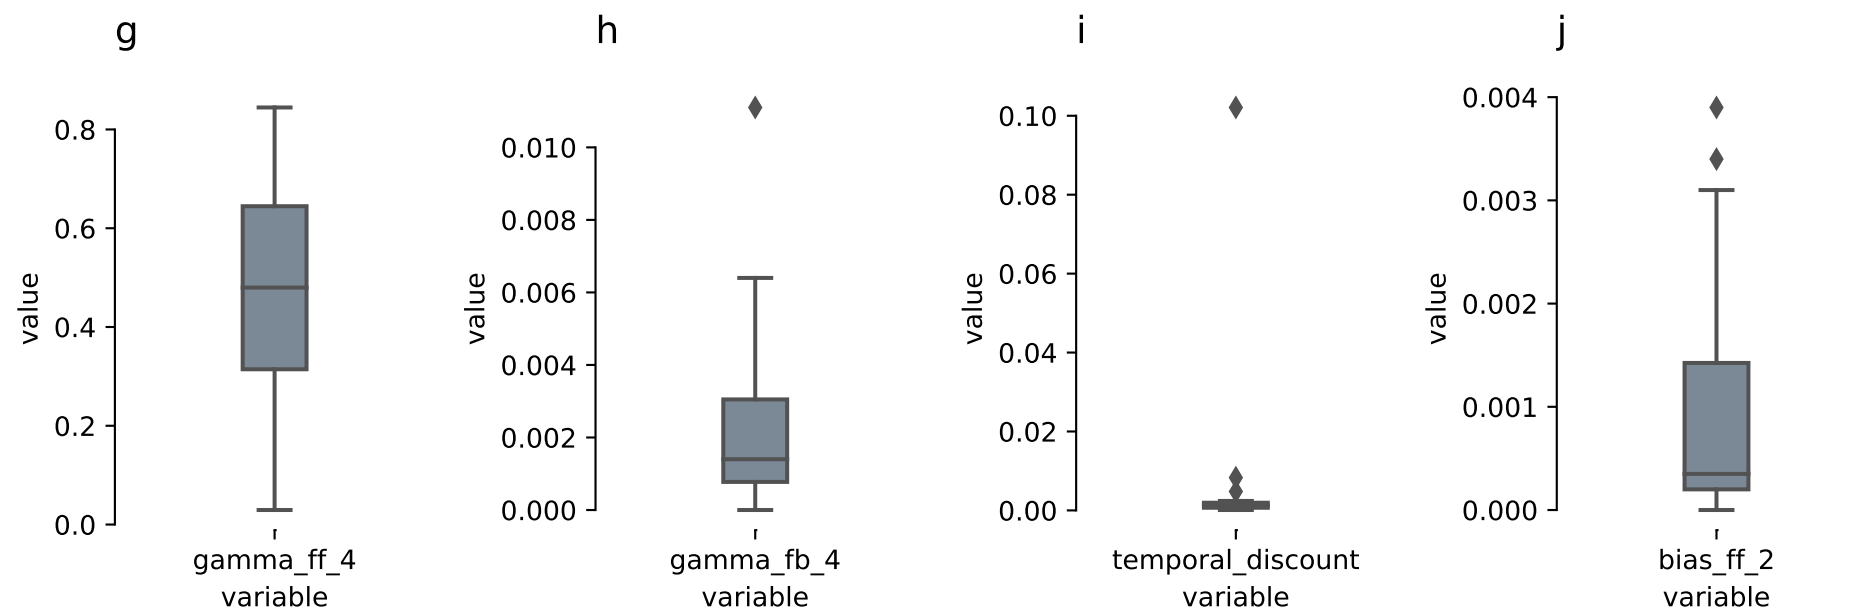 g
value
0.8
0.6
0.4
0.2
0.0
gamma_ff_4
variable
h
value
0.010
0.008
0.006
0.004
0.002
0.000
gamma_fb_4
variable
i
value
0.10
0.08
0.06
0.04
0.02
0.00
temporal_discount
variable
j
value
0.004
0.003
0.002
0.001
0.000
bias_ff_2
variable